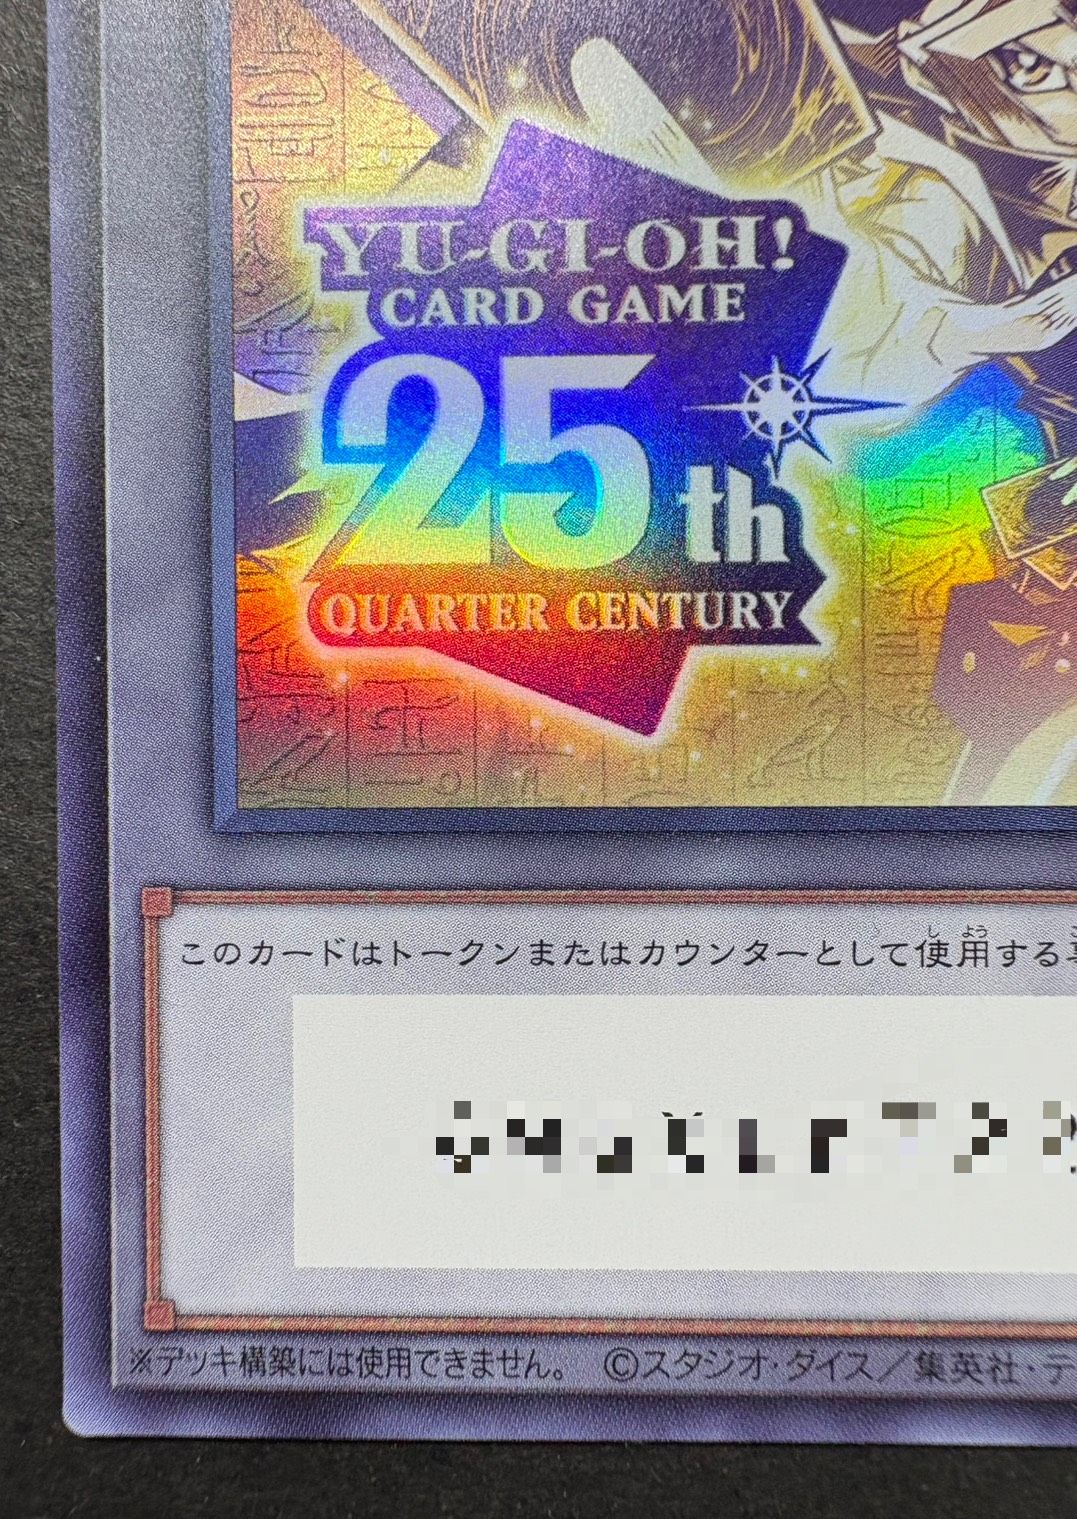 YU-GI-OH!
CARD GAME
25th
QUARTER CENTURY
このカードはトークンまたはカウンターとして使用する
※デッキ構築には使用できません。 ©スタジオ・ダイス／集英社・テ